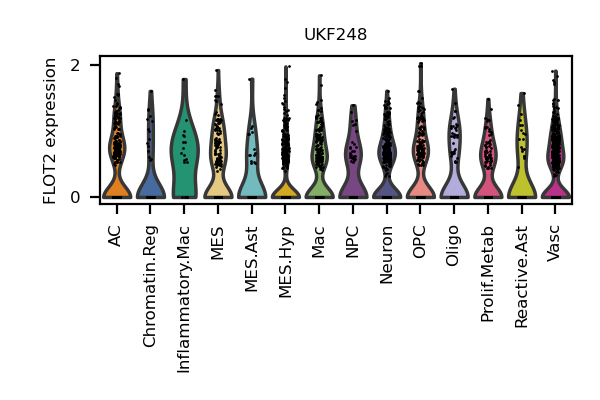 UKF248
FLOT2 expression
2
0
AC
Chromatin.Reg
Inflammatory.Mac
MES
MES.Ast
MES.Hyp
Mac
NPC
Neuron
OPC
Oligo
Prolif.Metab
Reactive.Ast
Vasc